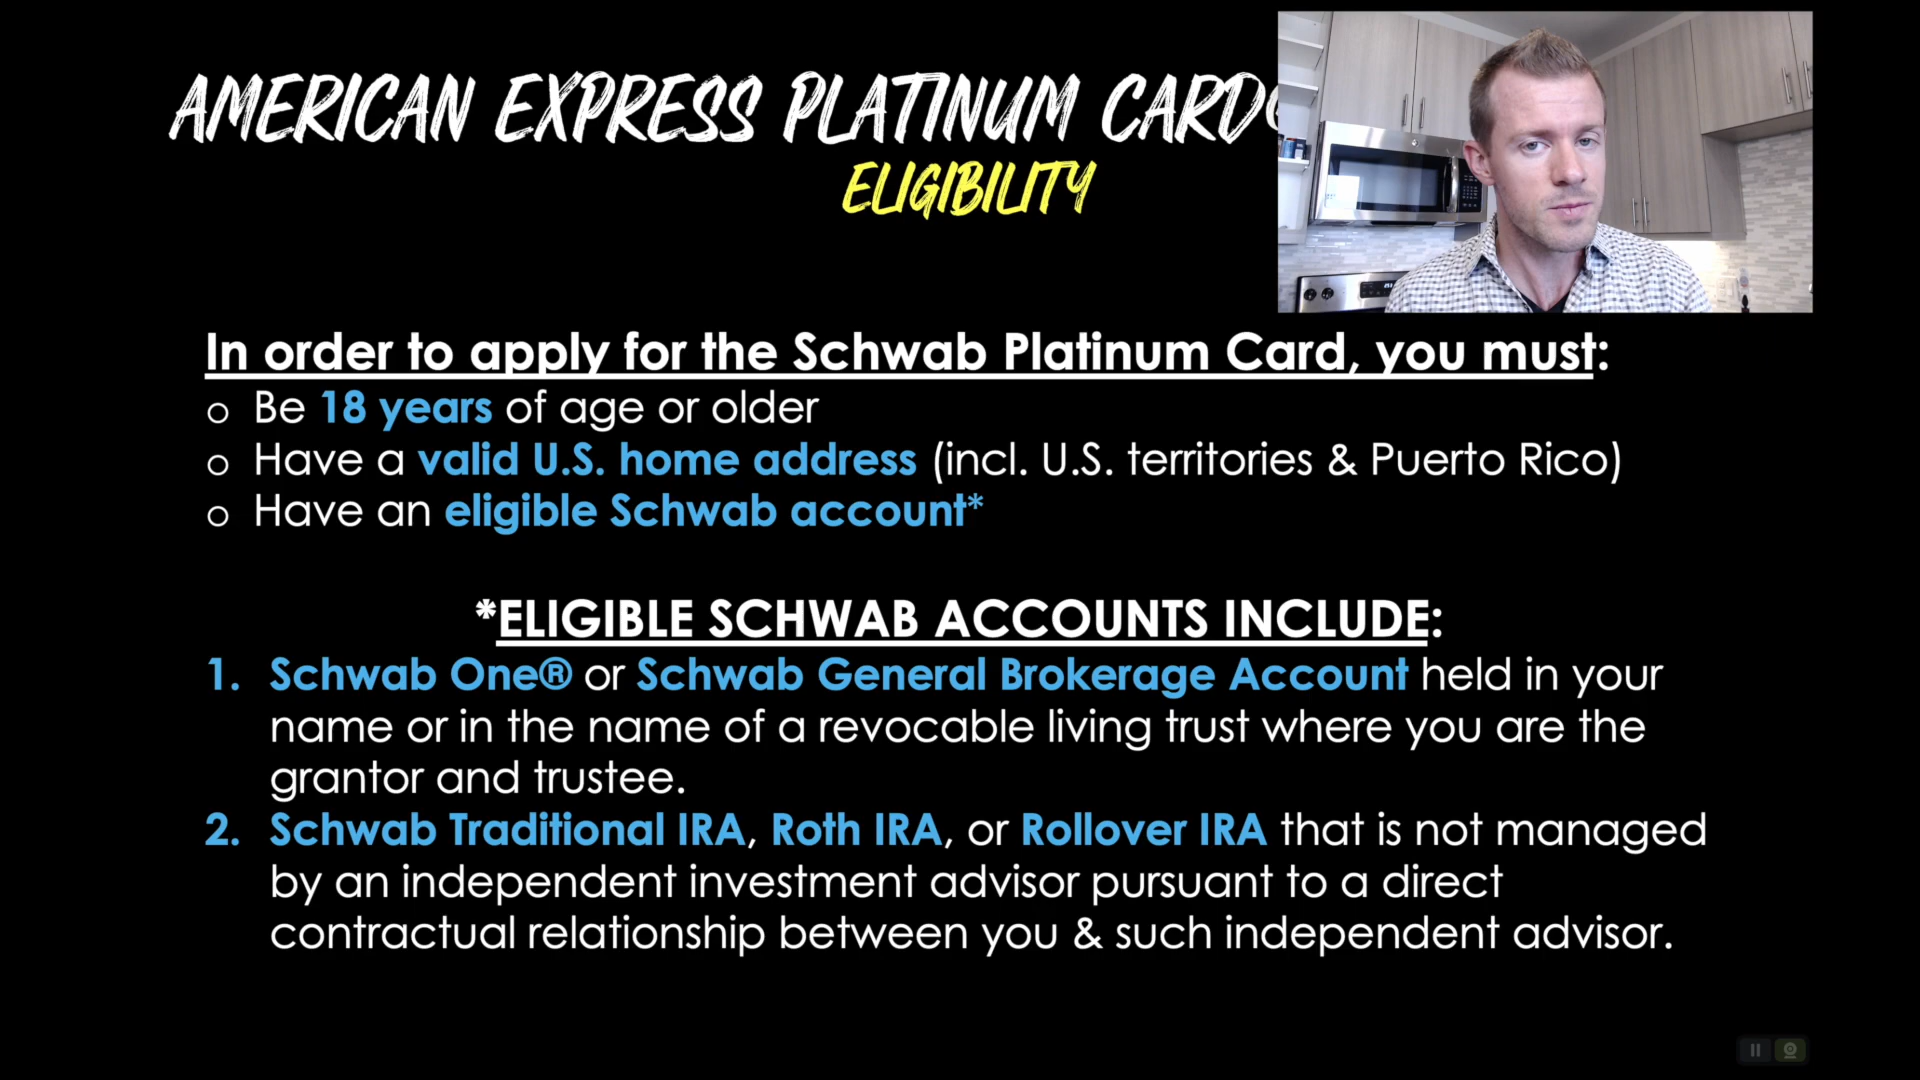 AMERICAN EXPRESS PLATINUM CARD
ELIGIBILITY
In order to apply for the Schwab Platinum Card, you must:
o Be 18 years of age or older
o Have a valid U.S. home address (incl. U.S. territories & Puerto Rico)
o Have an eligible Schwab account*
*ELIGIBLE SCHWAB ACCOUNTS INCLUDE:
1. Schwab One® or Schwab General Brokerage Account held in your
name or in the name of a revocable living trust where you are the
grantor and trustee.
2. Schwab Traditional IRA, Roth IRA, or Rollover IRA that is not managed
by an independent investment advisor pursuant to a direct
contractual relationship between you & such independent advisor.